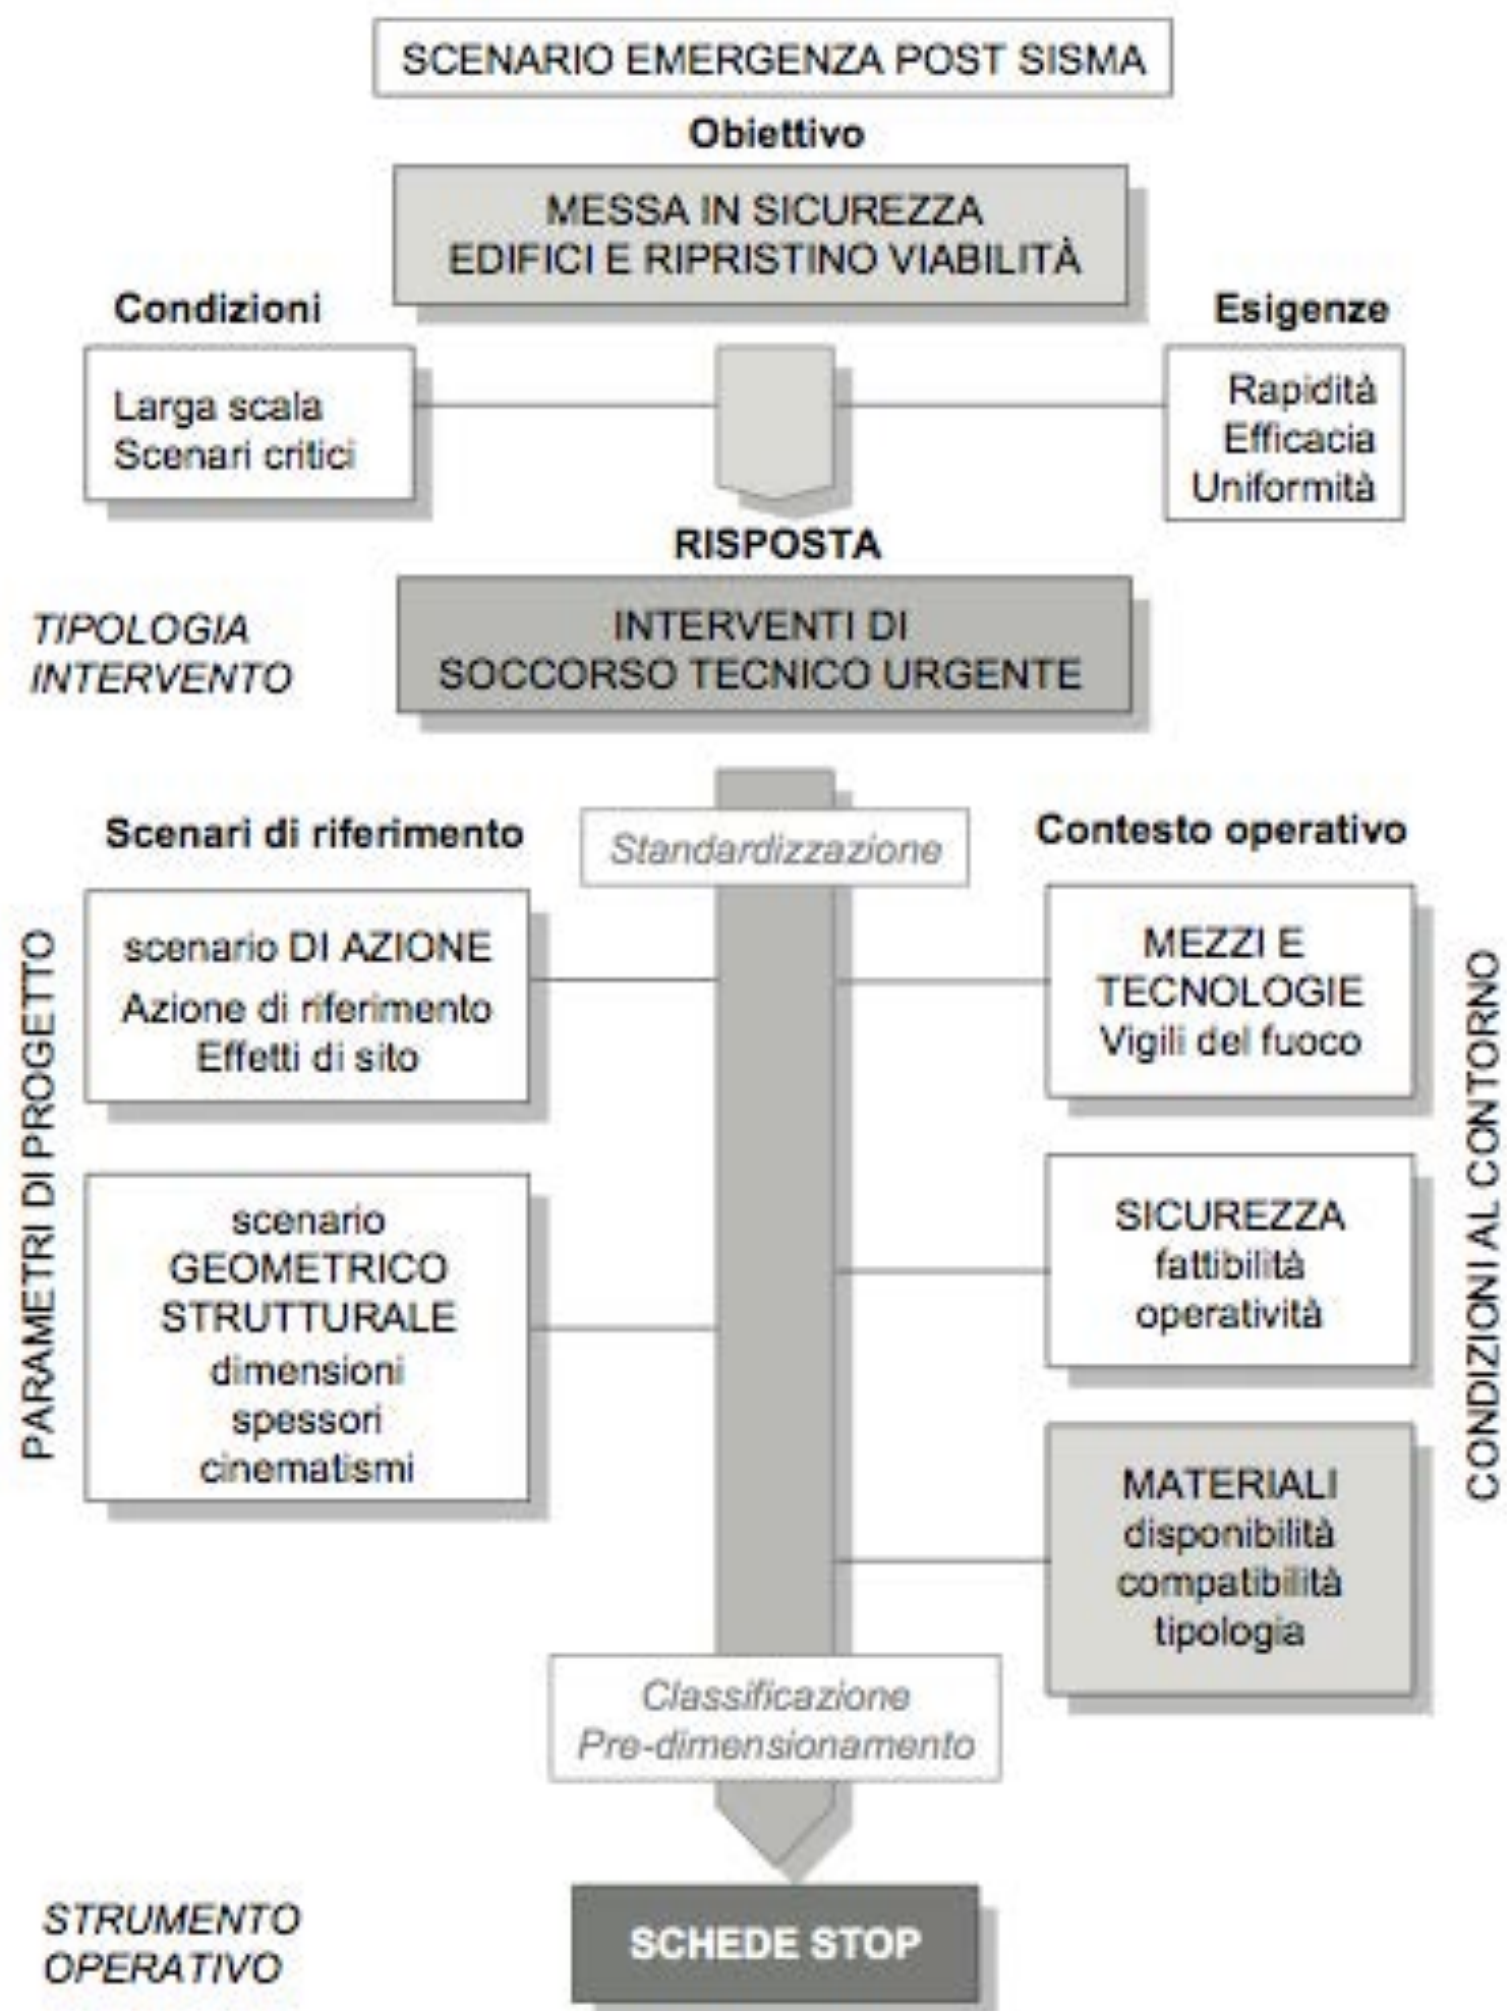 SCENARIO EMERGENZA POST SISMA
Obiettivo
MESSA IN SICUREZZA
EDIFICI E RIPRISTINO VIABILITÀ
Condizioni
Larga scala
Scenari critici
Esigenze
Rapidità
Efficacia
Uniformità
RISPOSTA
TIPOLOGIA
INTERVENTO
INTERVENTI DI
SOCCORSO TECNICO URGENTE
Standardizzazione
Scenari di riferimento
PARAMETRI DI PROGETTO
scenario DI AZIONE
Azione di riferimento
Effetti di sito
scenario
GEOMETRICO
STRUTTURALE
dimensioni
spessori
cinematismi
Contesto operativo
MEZZI E
TECNOLOGIE
Vigili del fuoco
SICUREZZA
fattibilità
operatività
MATERIALI
disponibilità
compatibilità
tipologia
CONDIZIONI AL CONTORNO
Classificazione
Pre-dimensionamento
STRUMENTO
OPERATIVO
SCHEDE STOP